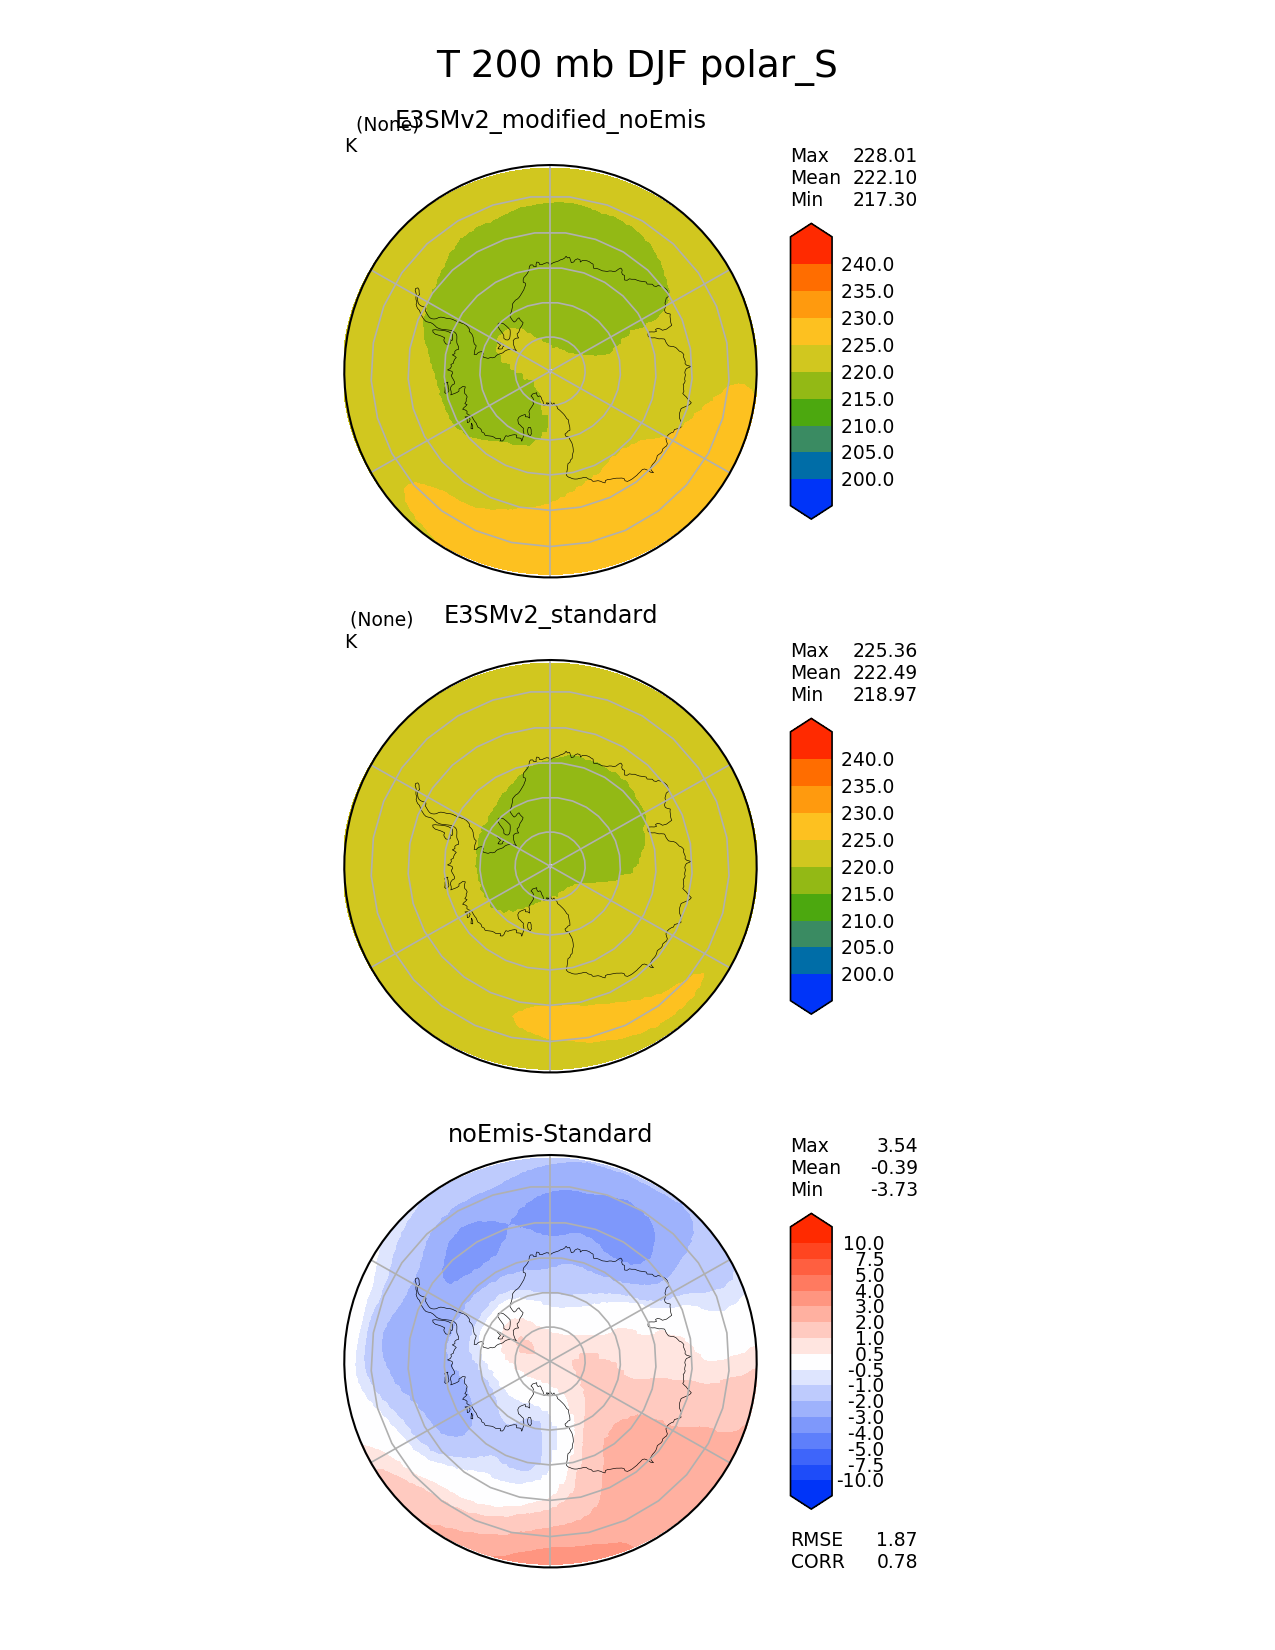 T 200 mb DJF polar_S
(None)
E3SMv2_modified_noEmis
K
Max 228.01
Mean 222.10
Min 217.30
240.0
235.0
230.0
225.0
220.0
215.0
210.0
205.0
200.0
(None)
E3SMv2_standard
K
Max 225.36
Mean 222.49
Min 218.97
240.0
235.0
230.0
225.0
220.0
215.0
210.0
205.0
200.0
noEmis-Standard
Max 3.54
Mean -0.39
Min -3.73
10.0
7.5
5.0
4.0
3.0
2.0
1.0
0.5
-0.5
-1.0
-2.0
-3.0
-4.0
-5.0
-7.5
-10.0
RMSE 1.87
CORR 0.78